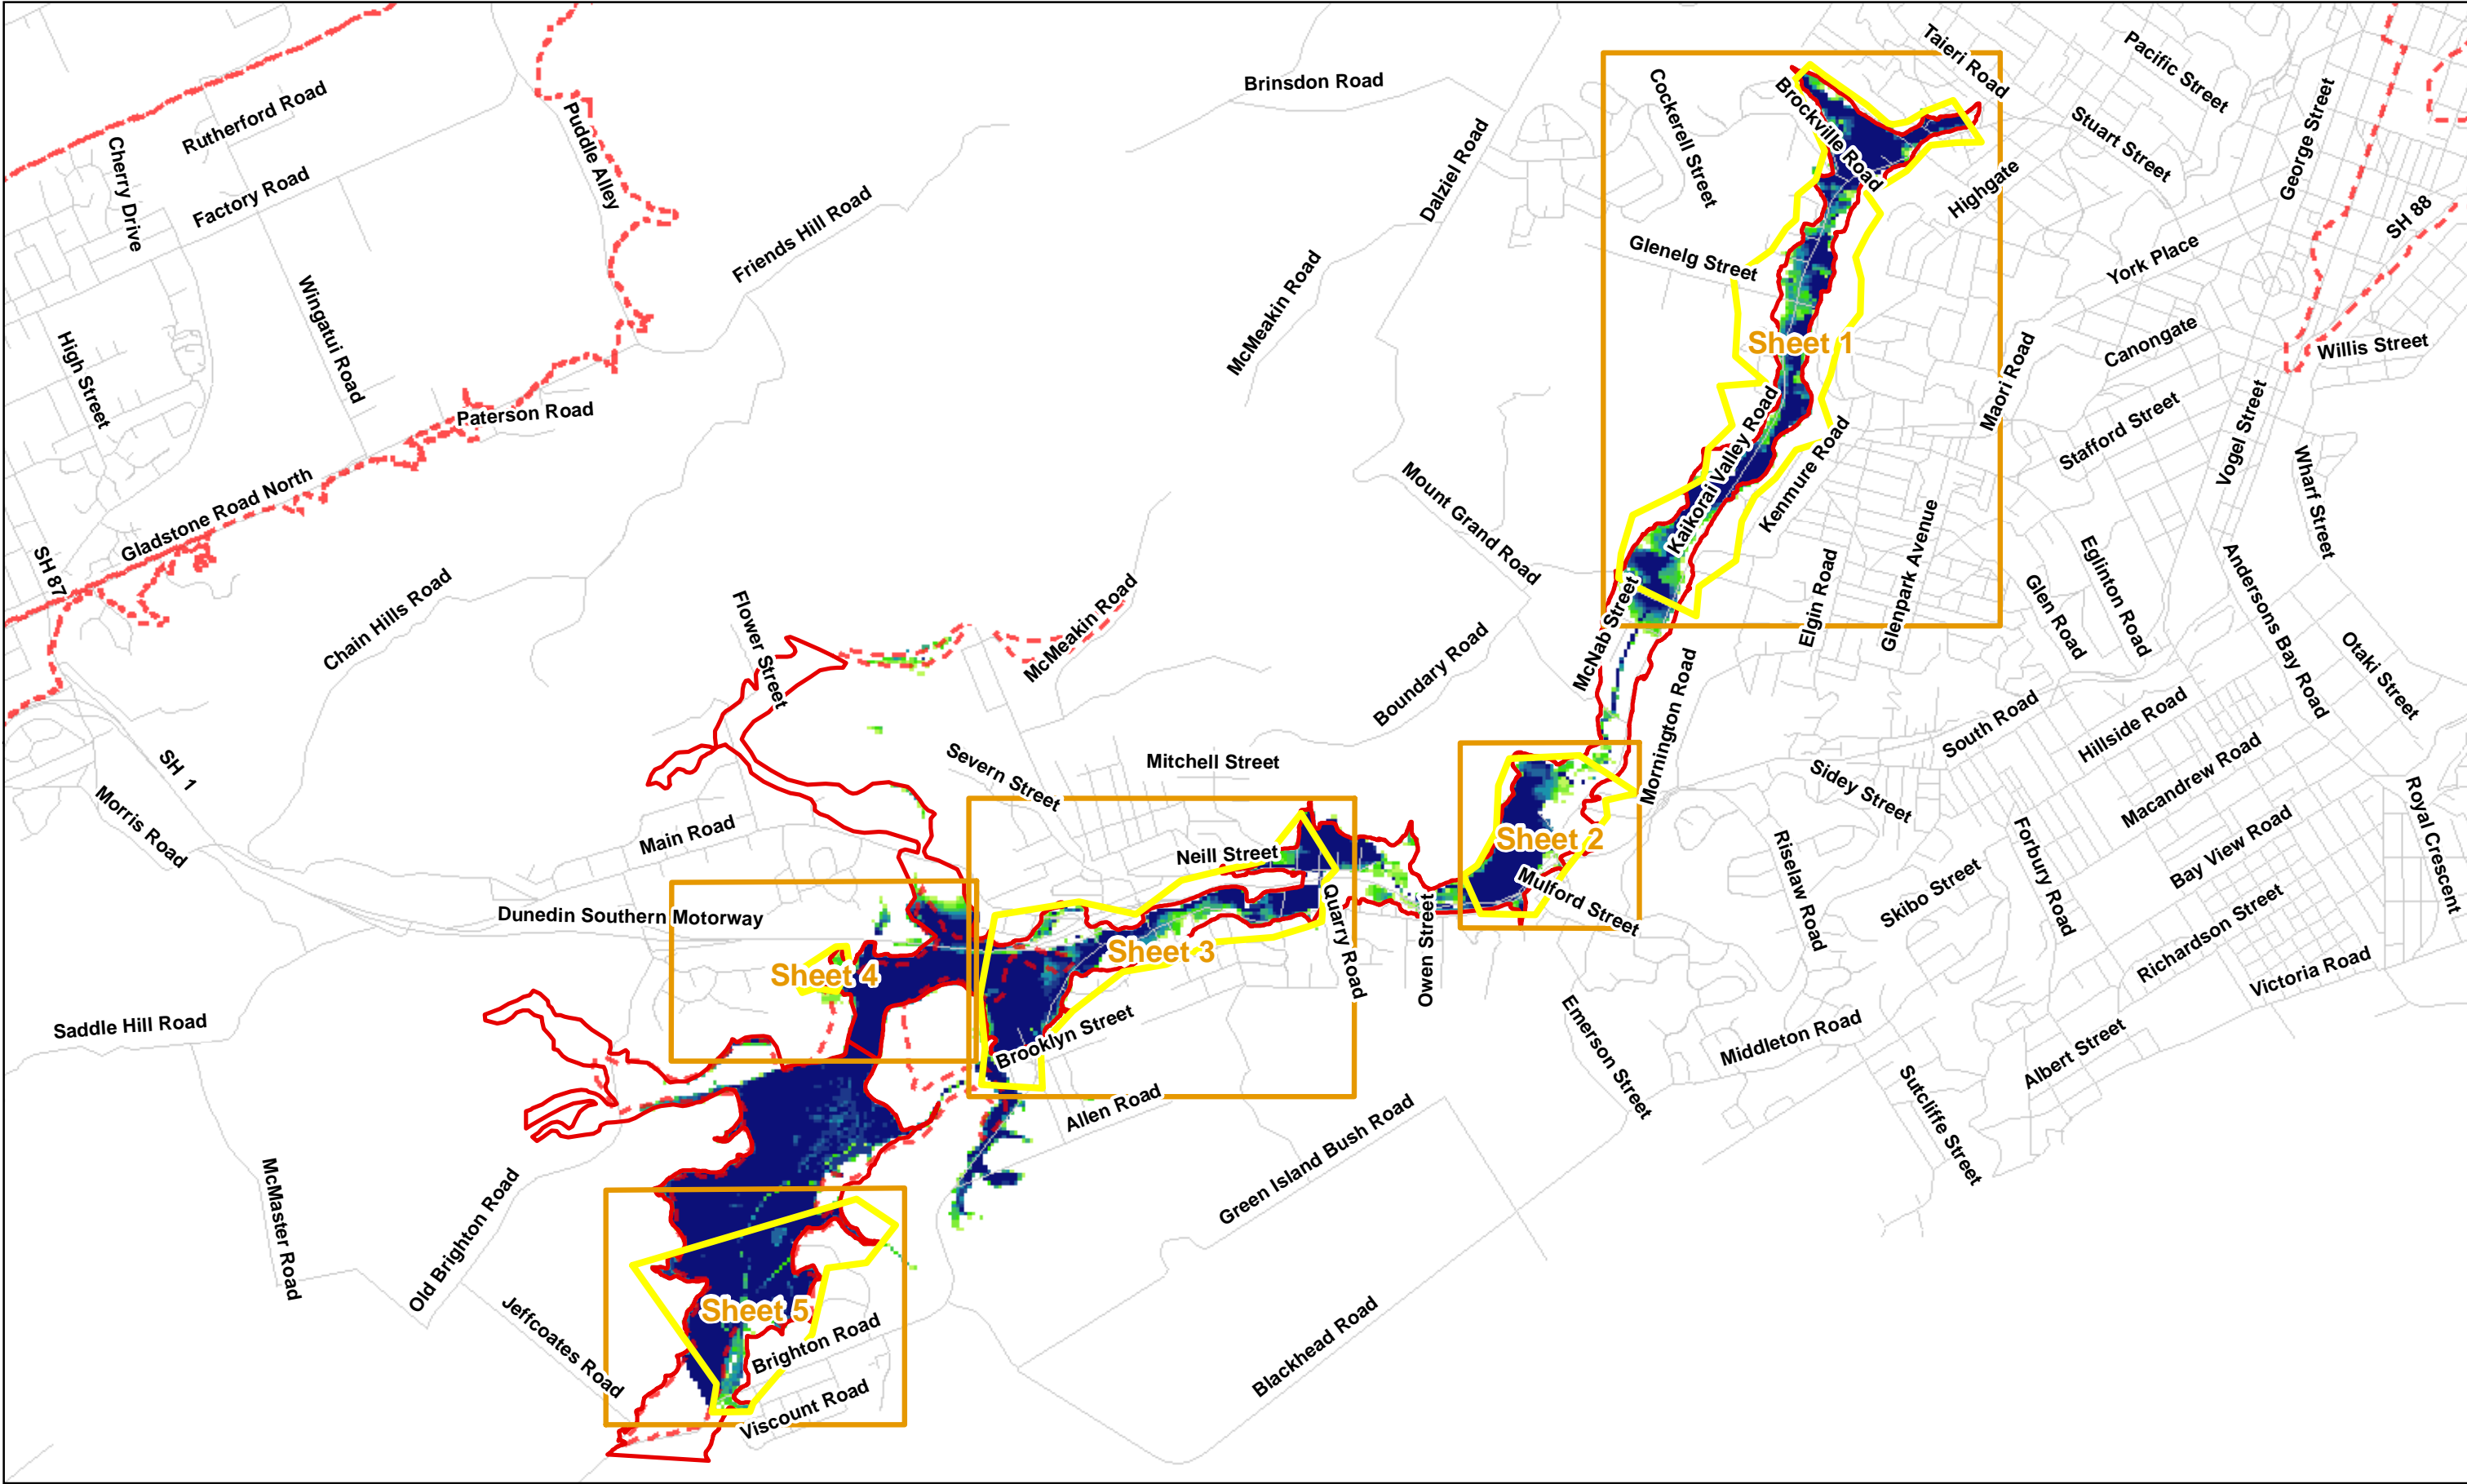 Taieri Road
Pacific Street
Brinsdon Road
Cockerell Street
Brockville Road
Rutherford Road
Puddle Alley
Stuart Street
George Street
Cherry Drive
Factory Road
Dalziel Road
Highgate
SH 88
Friends Hill Road
Glenelg Street
York Place
McMeakin Road
Wingatui Road
Sheet 1
Canongate
Willis Street
High Street
Maori Road
Paterson Road
Stafford Street
Vogel Street
Kaikorai Valley Road
Kenmure Road
Wharf Street
Gladstone Road North
Mount Grand Road
SH 87
Glenpark Avenue
Eglinton Road
Chain Hills Road
Flower Street
McMeakin Road
McNab Street
Elgin Road
Glen Road
Andersons Bay Road
Otaki Street
Boundary Road
Mornington Road
South Road
Hillside Road
SH 1
Severn Street
Mitchell Street
Sidey Street
Macandrew Road
Royal Crescent
Morris Road
Main Road
Neill Street
Sheet 2
Riselaw Road
Forbury Road
Bay View Road
Mulford Street
Skibo Street
Dunedin Southern Motorway
Quarry Road
Owen Street
Richardson Street
Sheet 3
Sheet 4
Victoria Road
Saddle Hill Road
Brooklyn Street
Emerson Street
Middleton Road
Albert Street
Allen Road
Sutcliffe Street
Green Island Bush Road
McMaster Road
Old Brighton Road
Sheet 5
Jeffcoates Road
Brighton Road
Blackhead Road
Viscount Road